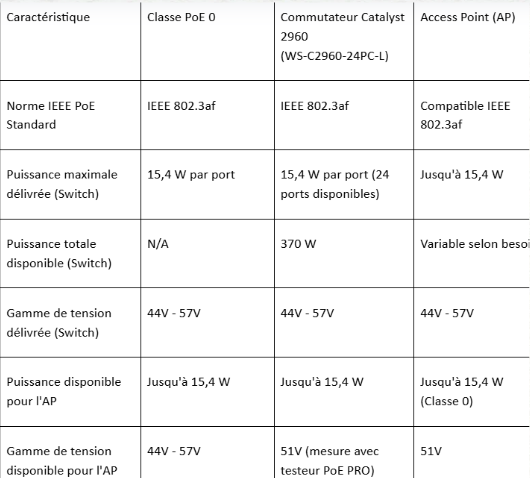 Caractéristique
Classe PoE 0
Commutateur Catalyst
2960
(WS-C2960-24PC-L)
Access Point (AP)
Norme IEEE PoE
Standard
IEEE 802.3af
IEEE 802.3af
Compatible IEEE
802.3af
Puissance maximale
délivrée (Switch)
15,4 W par port
15,4 W par port (24
ports disponibles)
Jusqu'à 15,4 W
Puissance totale
disponible (Switch)
N/A
370 W
Variable selon besoi
Gamme de tension
délivrée (Switch)
44V - 57V
44V - 57V
44V - 57V
Puissance disponible
pour l'AP
Jusqu'à 15,4 W
Jusqu'à 15,4 W
Jusqu'à 15,4 W
(Classe 0)
Gamme de tension
disponible pour l'AP
44V - 57V
51V (mesure avec
testeur PoE PRO)
51V